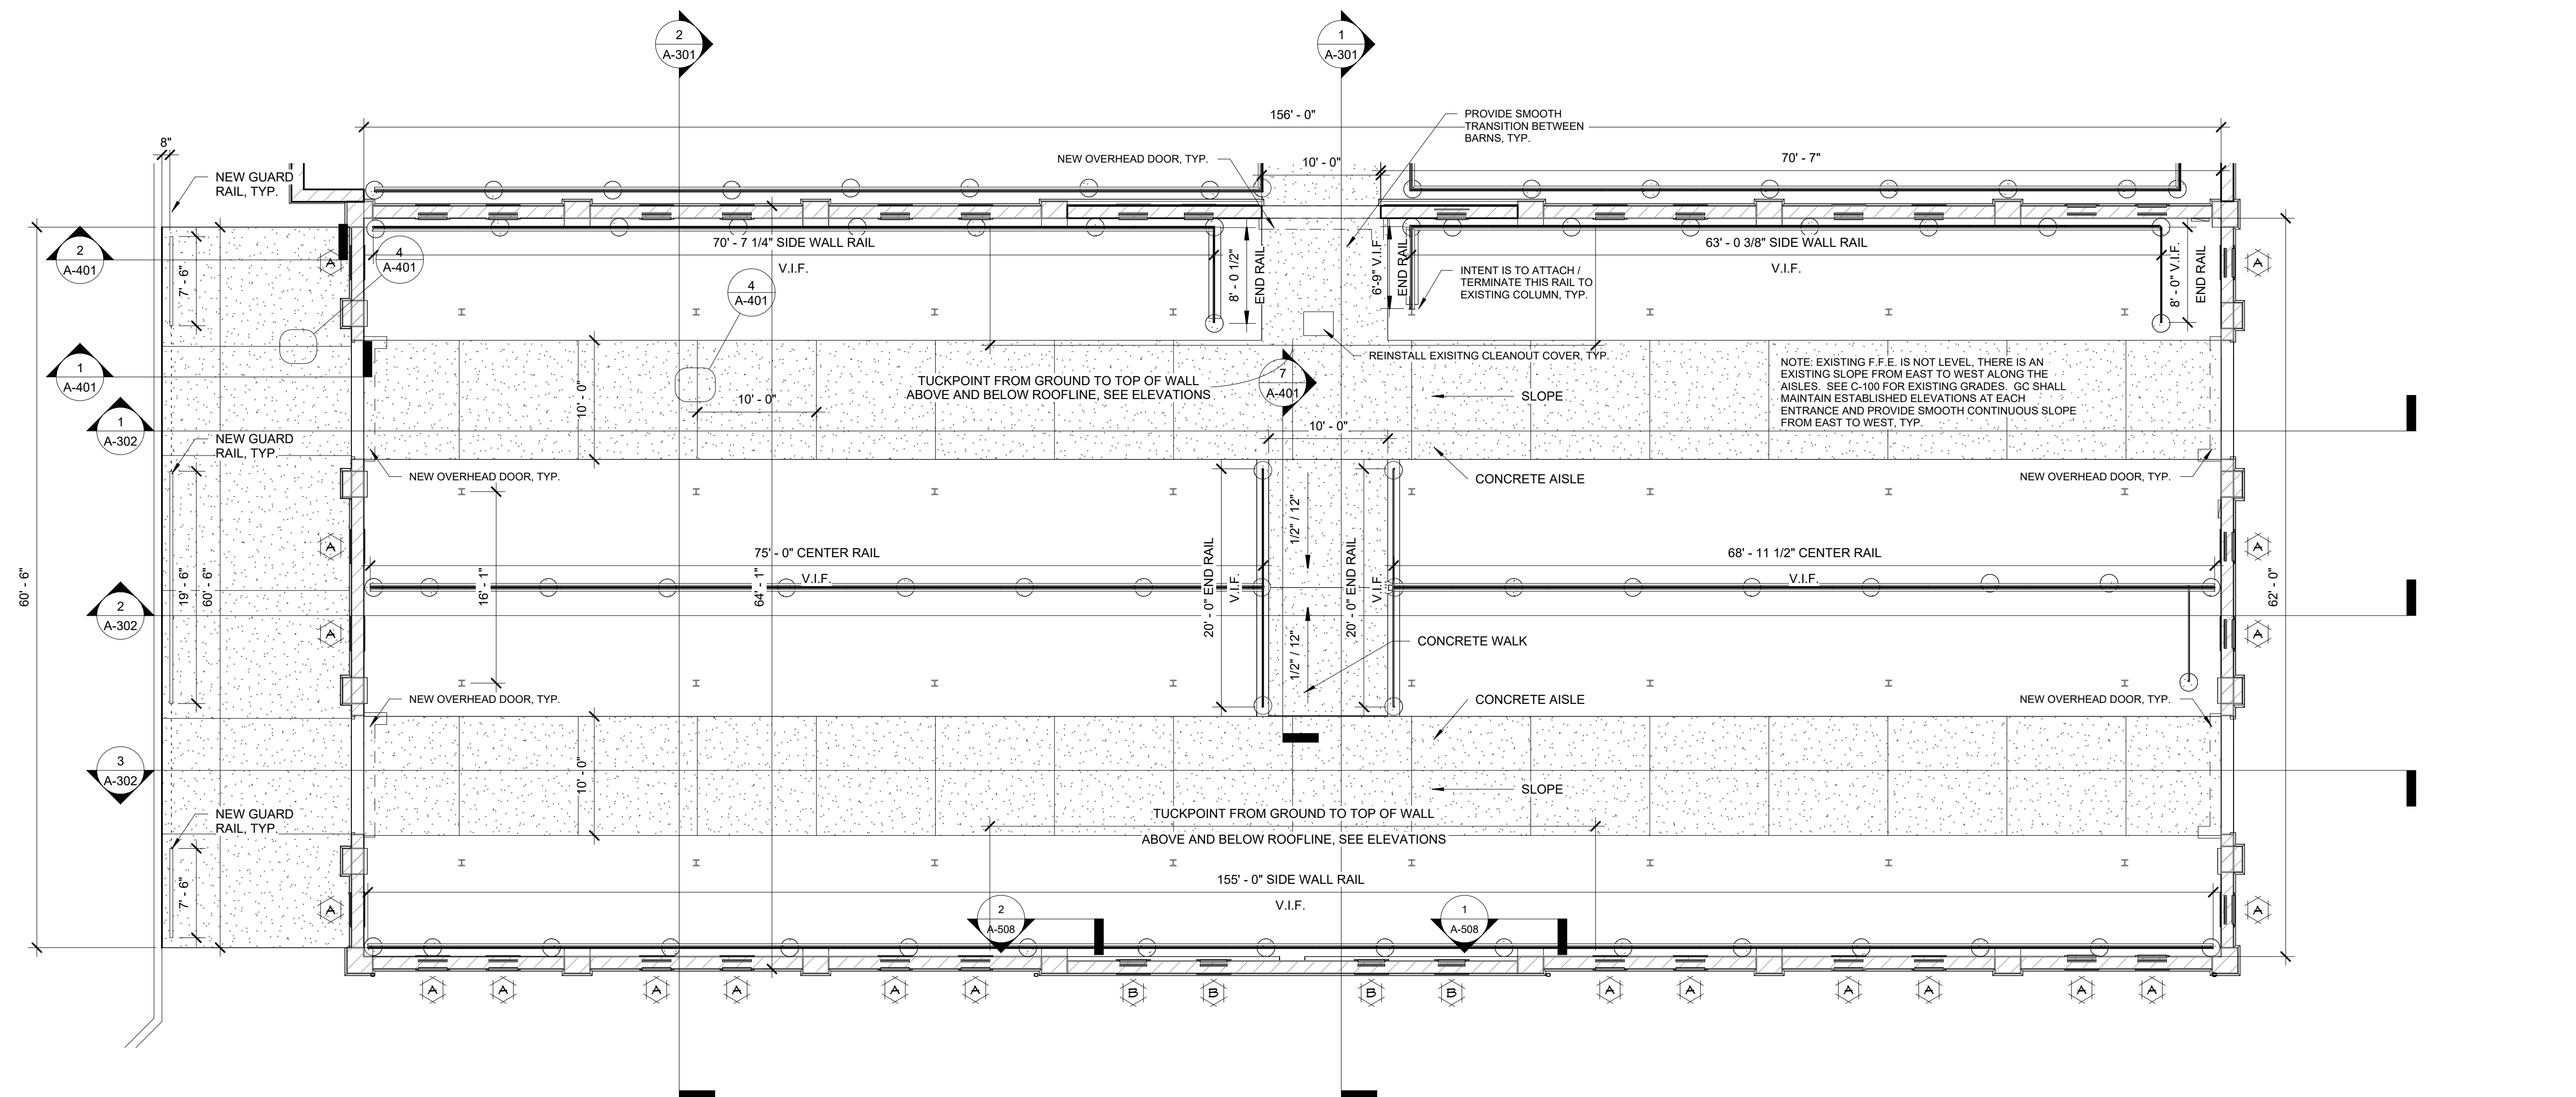 2
A-301
1
A-301
156' - 0"
PROVIDE SMOOTH
TRANSITION BETWEEN
BARNS, TYP.
8"
NEW OVERHEAD DOOR, TYP.
10' - 0"
70' - 7"
NEW GUARD
RAIL, TYP.
2
A-401
7' - 6"
A
4
A-401
70' - 7 1/4" SIDE WALL RAIL
V.I.F.
4
A-401
8' - 0 1/2"
END RAIL
6'-9" V.I.F
END RAIL
INTENT IS TO ATTACH /
TERMINATE THIS RAIL TO
EXISTING COLUMN, TYP.
63' - 0 3/8" SIDE WALL RAIL
V.I.F.
8' - 0" V.I.F.
END RAIL
A
1
A-401
REINSTALL EXISITNG CLEANOUT COVER, TYP.
7
A-401
TUCKPOINT FROM GROUND TO TOP OF WALL
ABOVE AND BELOW ROOFLINE, SEE ELEVATIONS
10' - 0"
10' - 0"
SLOPE
NOTE: EXISTING F.F.E. IS NOT LEVEL, THERE IS AN
EXISTING SLOPE FROM EAST TO WEST ALONG THE
AISLES. SEE C-100 FOR EXISTING GRADES. GC SHALL
MAINTAIN ESTABLISHED ELEVATIONS AT EACH
ENTRANCE AND PROVIDE SMOOTH CONTINUOUS SLOPE
FROM EAST TO WEST, TYP.
1
A-302
NEW GUARD
RAIL, TYP.
10' - 0"
NEW OVERHEAD DOOR, TYP.
CONCRETE AISLE
NEW OVERHEAD DOOR, TYP.
1/2" / 12"
A
75' - 0" CENTER RAIL
V.I.F.
20' - 0" END RAIL
V.I.F.
20' - 0" END RAIL
V.I.F.
68' - 11 1/2" CENTER RAIL
V.I.F.
A
60' - 6"
19' - 6"
60' - 6"
16' - 1"
64' - 1"
62' - 0"
2
A-302
A
1/2" / 12"
CONCRETE WALK
A
NEW OVERHEAD DOOR, TYP.
CONCRETE AISLE
NEW OVERHEAD DOOR, TYP.
3
A-302
10' - 0"
SLOPE
NEW GUARD
RAIL, TYP.
TUCKPOINT FROM GROUND TO TOP OF WALL
ABOVE AND BELOW ROOFLINE, SEE ELEVATIONS
7' - 6"
155' - 0" SIDE WALL RAIL
V.I.F.
A
2
A-508
1
A-508
A
A A A A A A B B B B A A A A A A